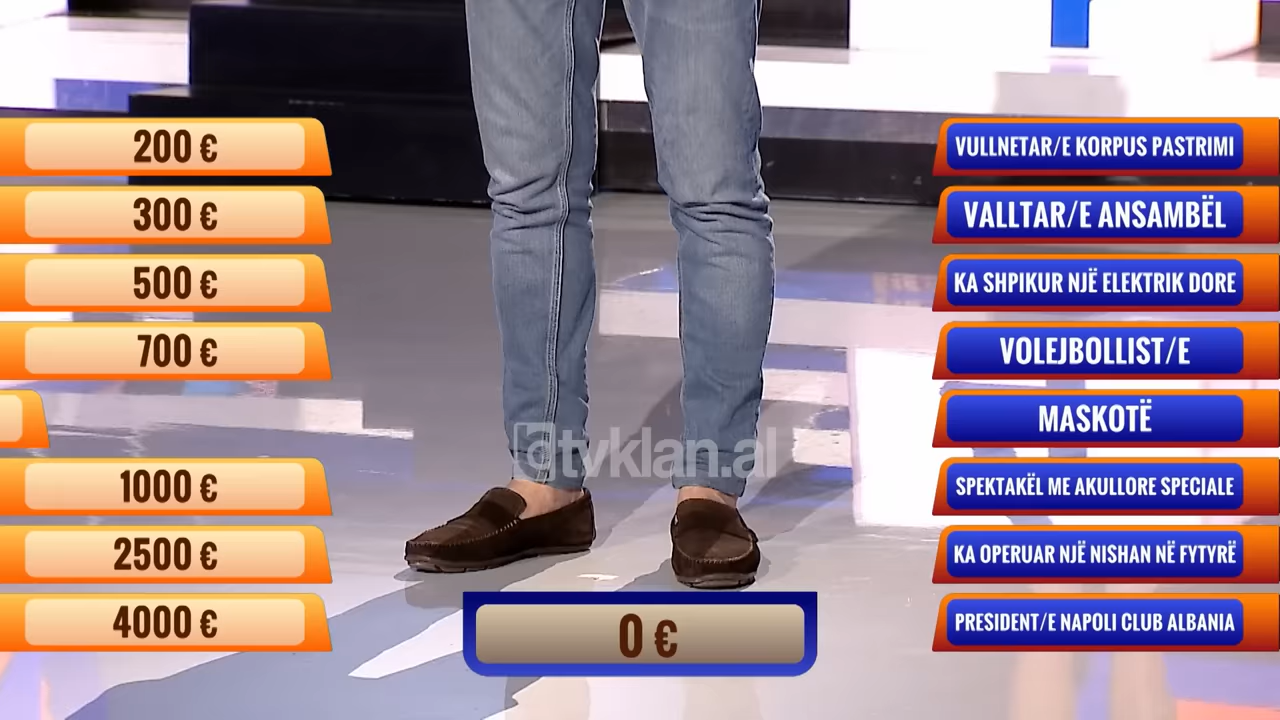 200 €
300 €
500 €
700 €
1000 €
2500 €
4000 €
VULLNETAR/E KORPUS PASTRIMI
VALLTAR/E ANSAMBËL
KA SHPIKUR NJË ELEKTRIK DORE
VOLEJBOLLIST/E
MASKOTË
SPEKTAKËL ME AKULLORE SPECIALE
KA OPERUAR NJË NISHAN NË FYTYRË
PRESIDENT/E NAPOLI CLUB ALBANIA
tvklan.al
0 €